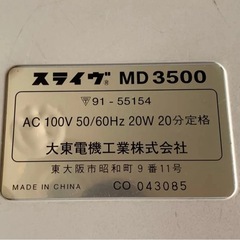 スライヴ® MD 3500
〒91-55154
AC 100V 50/60Hz 20W 20分定格
大東電機工業株式会社
東大阪市昭和町9番11号
MADE IN CHINA CO 043085